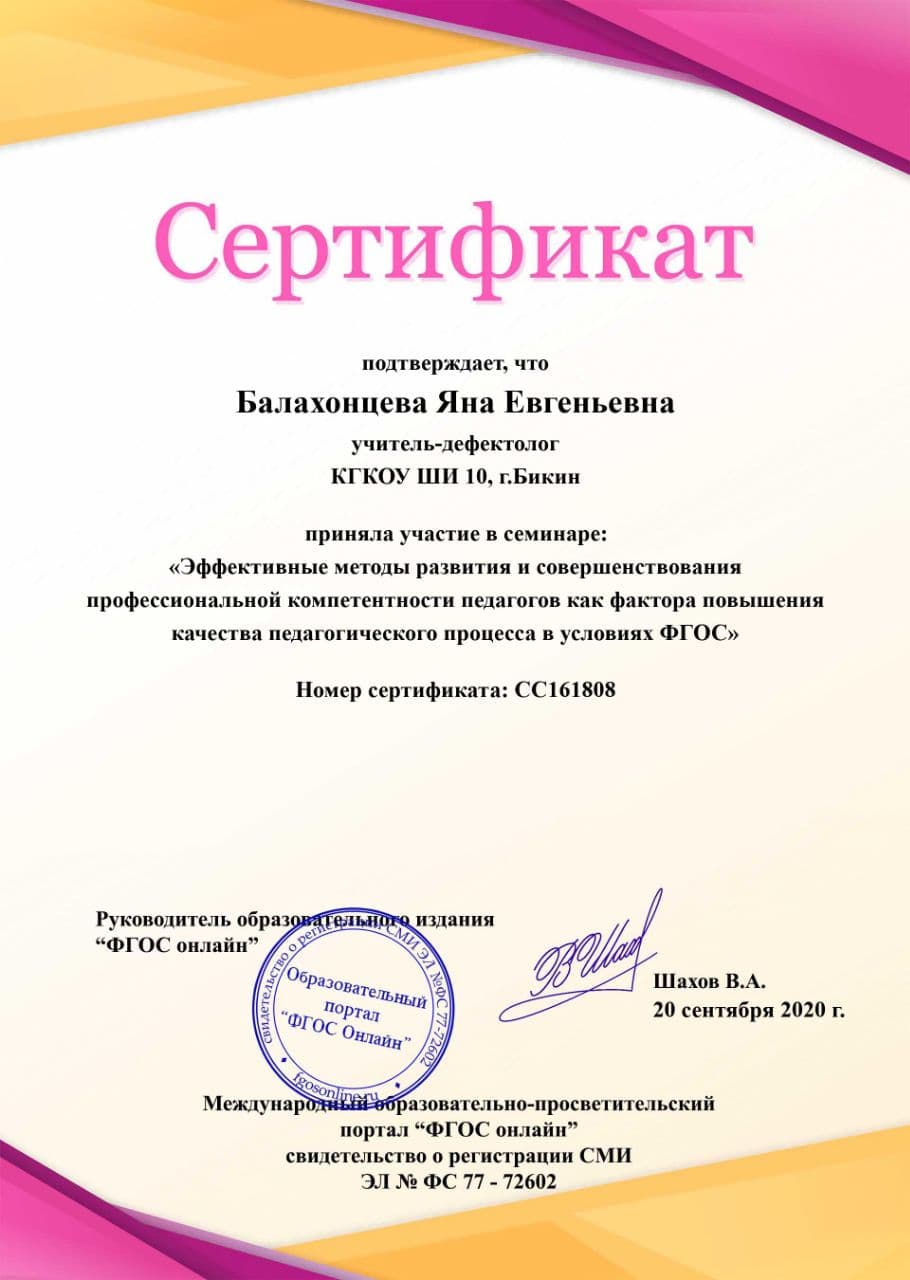 Сертификат
подтверждает, что
Балахонцева Яна Евгеньевна
учитель-дефектолог
КГКОУ ШИ 10, г.Бикин
приняла участие в семинаре:
«Эффективные методы развития и совершенствования
профессиональной компетентности педагогов как фактора повышения
качества педагогического процесса в условиях ФГОС»
Номер сертификата: СС161808
Руководитель образовательного издания
“ФГОС онлайн”
свидетельство о регистрации СМИ ЭЛ №ФС 77-72602
Образовательный
портал
“ФГОС Онлайн”
fgosonline.ru
Шахов В.А.
20 сентября 2020 г.
Международный образовательно-просветительский
портал “ФГОС онлайн”
свидетельство о регистрации СМИ
ЭЛ № ФС 77 - 72602